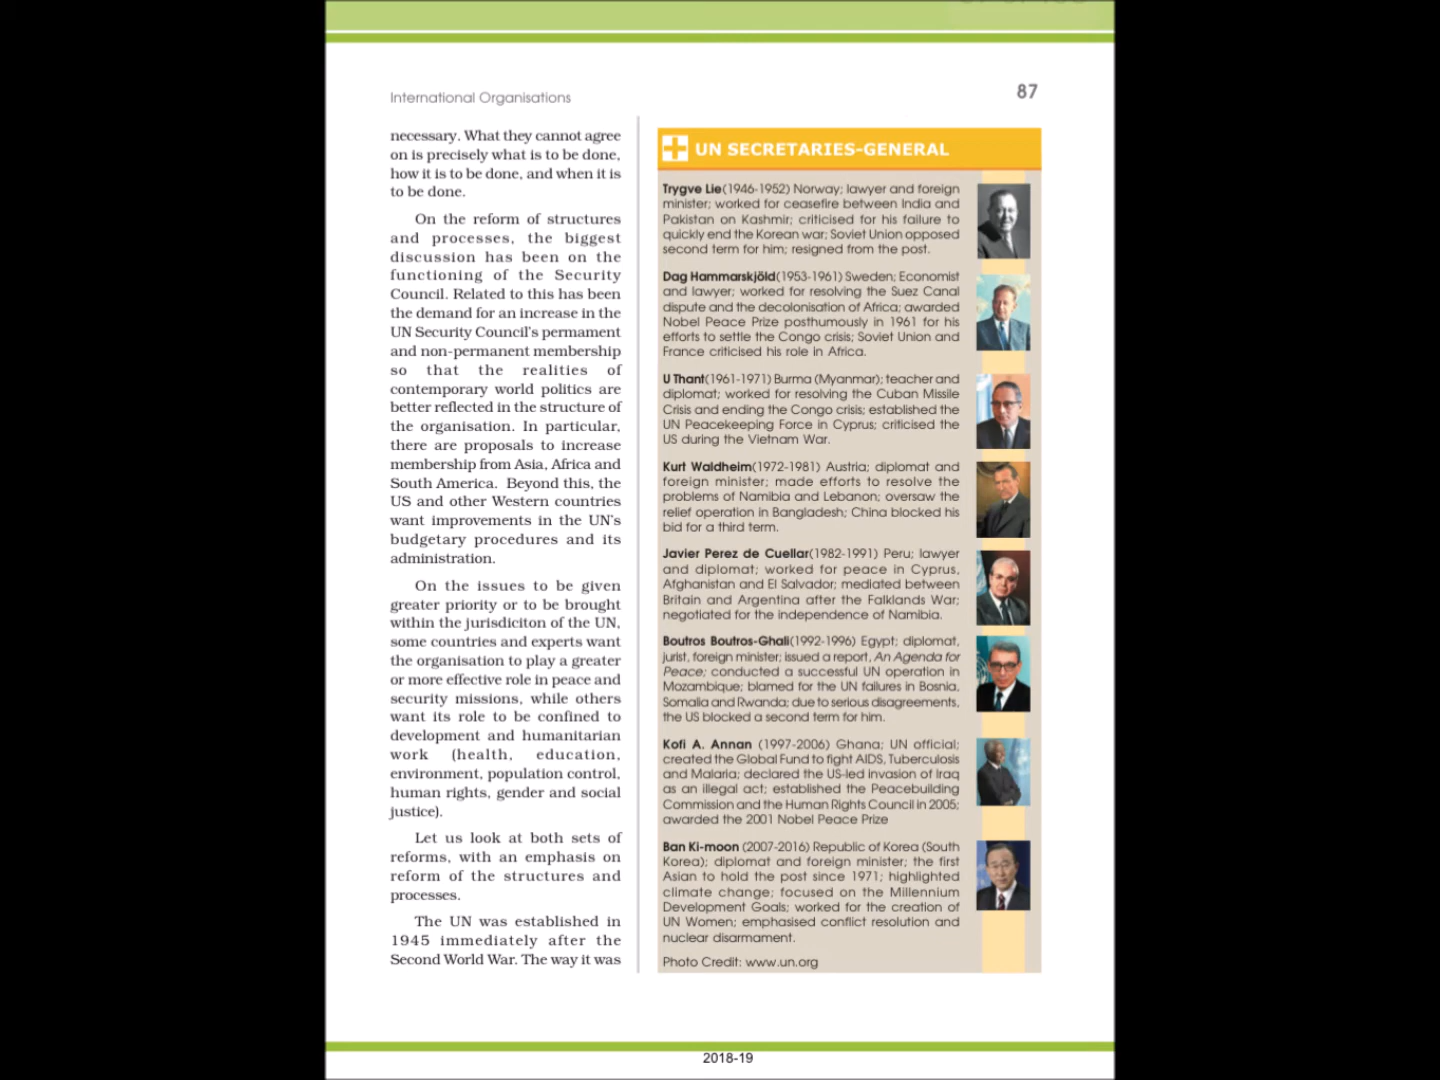 International Organisations
87
necessary. What they cannot agree
on is precisely what is to be done,
how it is to be done, and when it is
to be done.
On the reform of structures
and processes, the biggest
discussion has been on the
functioning of the Security
Council. Related to this has been
the demand for an increase in the
UN Security Council's permament
and non-permanent membership
so that the realities of
contemporary world politics are
better reflected in the structure of
the organisation. In particular,
there are proposals to increase
membership from Asia, Africa and
South America. Beyond this, the
US and other Western countries
want improvements in the UN's
budgetary procedures and its
administration.
On the issues to be given
greater priority or to be brought
within the jurisdiciton of the UN,
some countries and experts want
the organisation to play a greater
or more effective role in peace and
security missions, while others
want its role to be confined to
development and humanitarian
work (health, education,
environment, population control,
human rights, gender and social
justice).
Let us look at both sets of
reforms, with an emphasis on
reform of the structures and
processes.
The UN was established in
1945 immediately after the
Second World War. The way it was
UN SECRETARIES-GENERAL
Trygve Lie(1946-1952) Norway; lawyer and foreign
minister; worked for ceasefire between India and
Pakistan on Kashmir; criticised for his failure to
quickly end the Korean war; Soviet Union opposed
second term for him; resigned from the post.
Dag Hammarskjöld(1953-1961) Sweden; Economist
and lawyer; worked for resolving the Suez Canal
dispute and the decolonisation of Africa; awarded
Nobel Peace Prize posthumously in 1961 for his
efforts to settle the Congo crisis; Soviet Union and
France criticised his role in Africa.
U Thant(1961-1971) Burma (Myanmar); teacher and
diplomat; worked for resolving the Cuban Missile
Crisis and ending the Congo crisis; established the
UN Peacekeeping Force in Cyprus; criticised the
US during the Vietnam War.
Kurt Waldheim(1972-1981) Austria; diplomat and
foreign minister; made efforts to resolve the
problems of Namibia and Lebanon; oversaw the
relief operation in Bangladesh; China blocked his
bid for a third term.
Javier Perez de Cuellar(1982-1991) Peru; lawyer
and diplomat; worked for peace in Cyprus,
Afghanistan and El Salvador; mediated between
Britain and Argentina after the Falklands War;
negotiated for the independence of Namibia.
Boutros Boutros-Ghali(1992-1996) Egypt; diplomat,
jurist, foreign minister; issued a report, An Agenda for
Peace; conducted a successful UN operation in
Mozambique; blamed for the UN failures in Bosnia,
Somalia and Rwanda; due to serious disagreements,
the US blocked a second term for him.
Kofi A. Annan (1997-2006) Ghana; UN official;
created the Global Fund to fight AIDS, Tuberculosis
and Malaria; declared the US-led invasion of Iraq
as an illegal act; established the Peacebuilding
Commission and the Human Rights Council in 2005;
awarded the 2001 Nobel Peace Prize
Ban Ki-moon (2007-2016) Republic of Korea (South
Korea); diplomat and foreign minister; the first
Asian to hold the post since 1971; highlighted
climate change; focused on the Millennium
Development Goals; worked for the creation of
UN Women; emphasised conflict resolution and
nuclear disarmament.
Photo Credit: www.un.org
2018-19